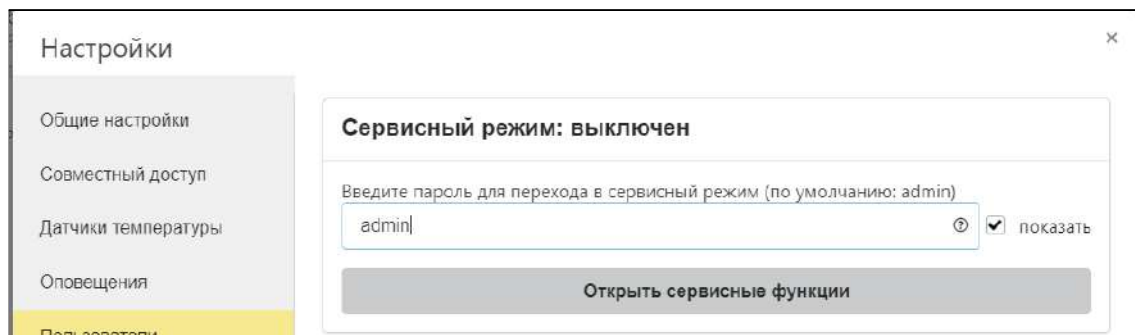 Настройки
×
Общие настройки
Совместный доступ
Датчики температуры
Оповещения
Пользователи
Сервисный режим: выключен
Введите пароль для перехода в сервисный режим (по умолчанию: admin)
admin
показать
Открыть сервисные функции